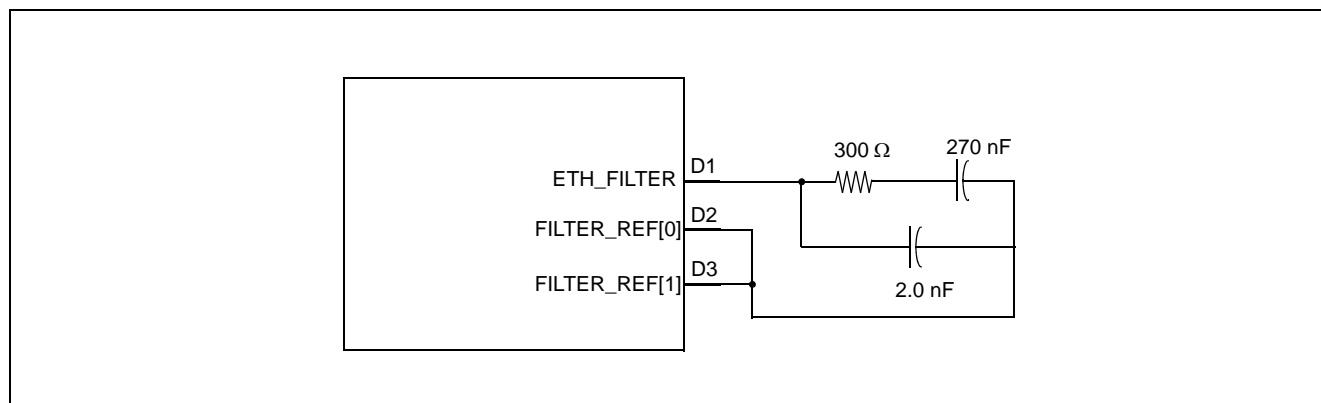 300 Ω
270 nF
ETH_FILTER
D1
FILTER_REF[0]
D2
FILTER_REF[1]
D3
2.0 nF